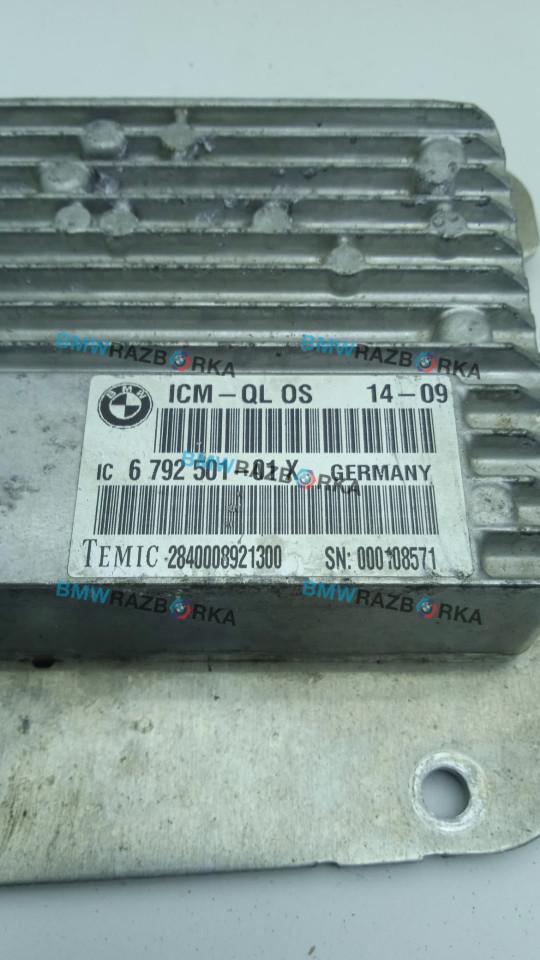 BMWRAZBORKA BMWRAZBORKA
BMW ICM-QL OS 14-09
IC 6 792 501-01 X GERMANY
BMWRAZBORKA
TEMIC -2840008921300 SN: 000108571
BMWRAZBORKA BMWRAZBORKA